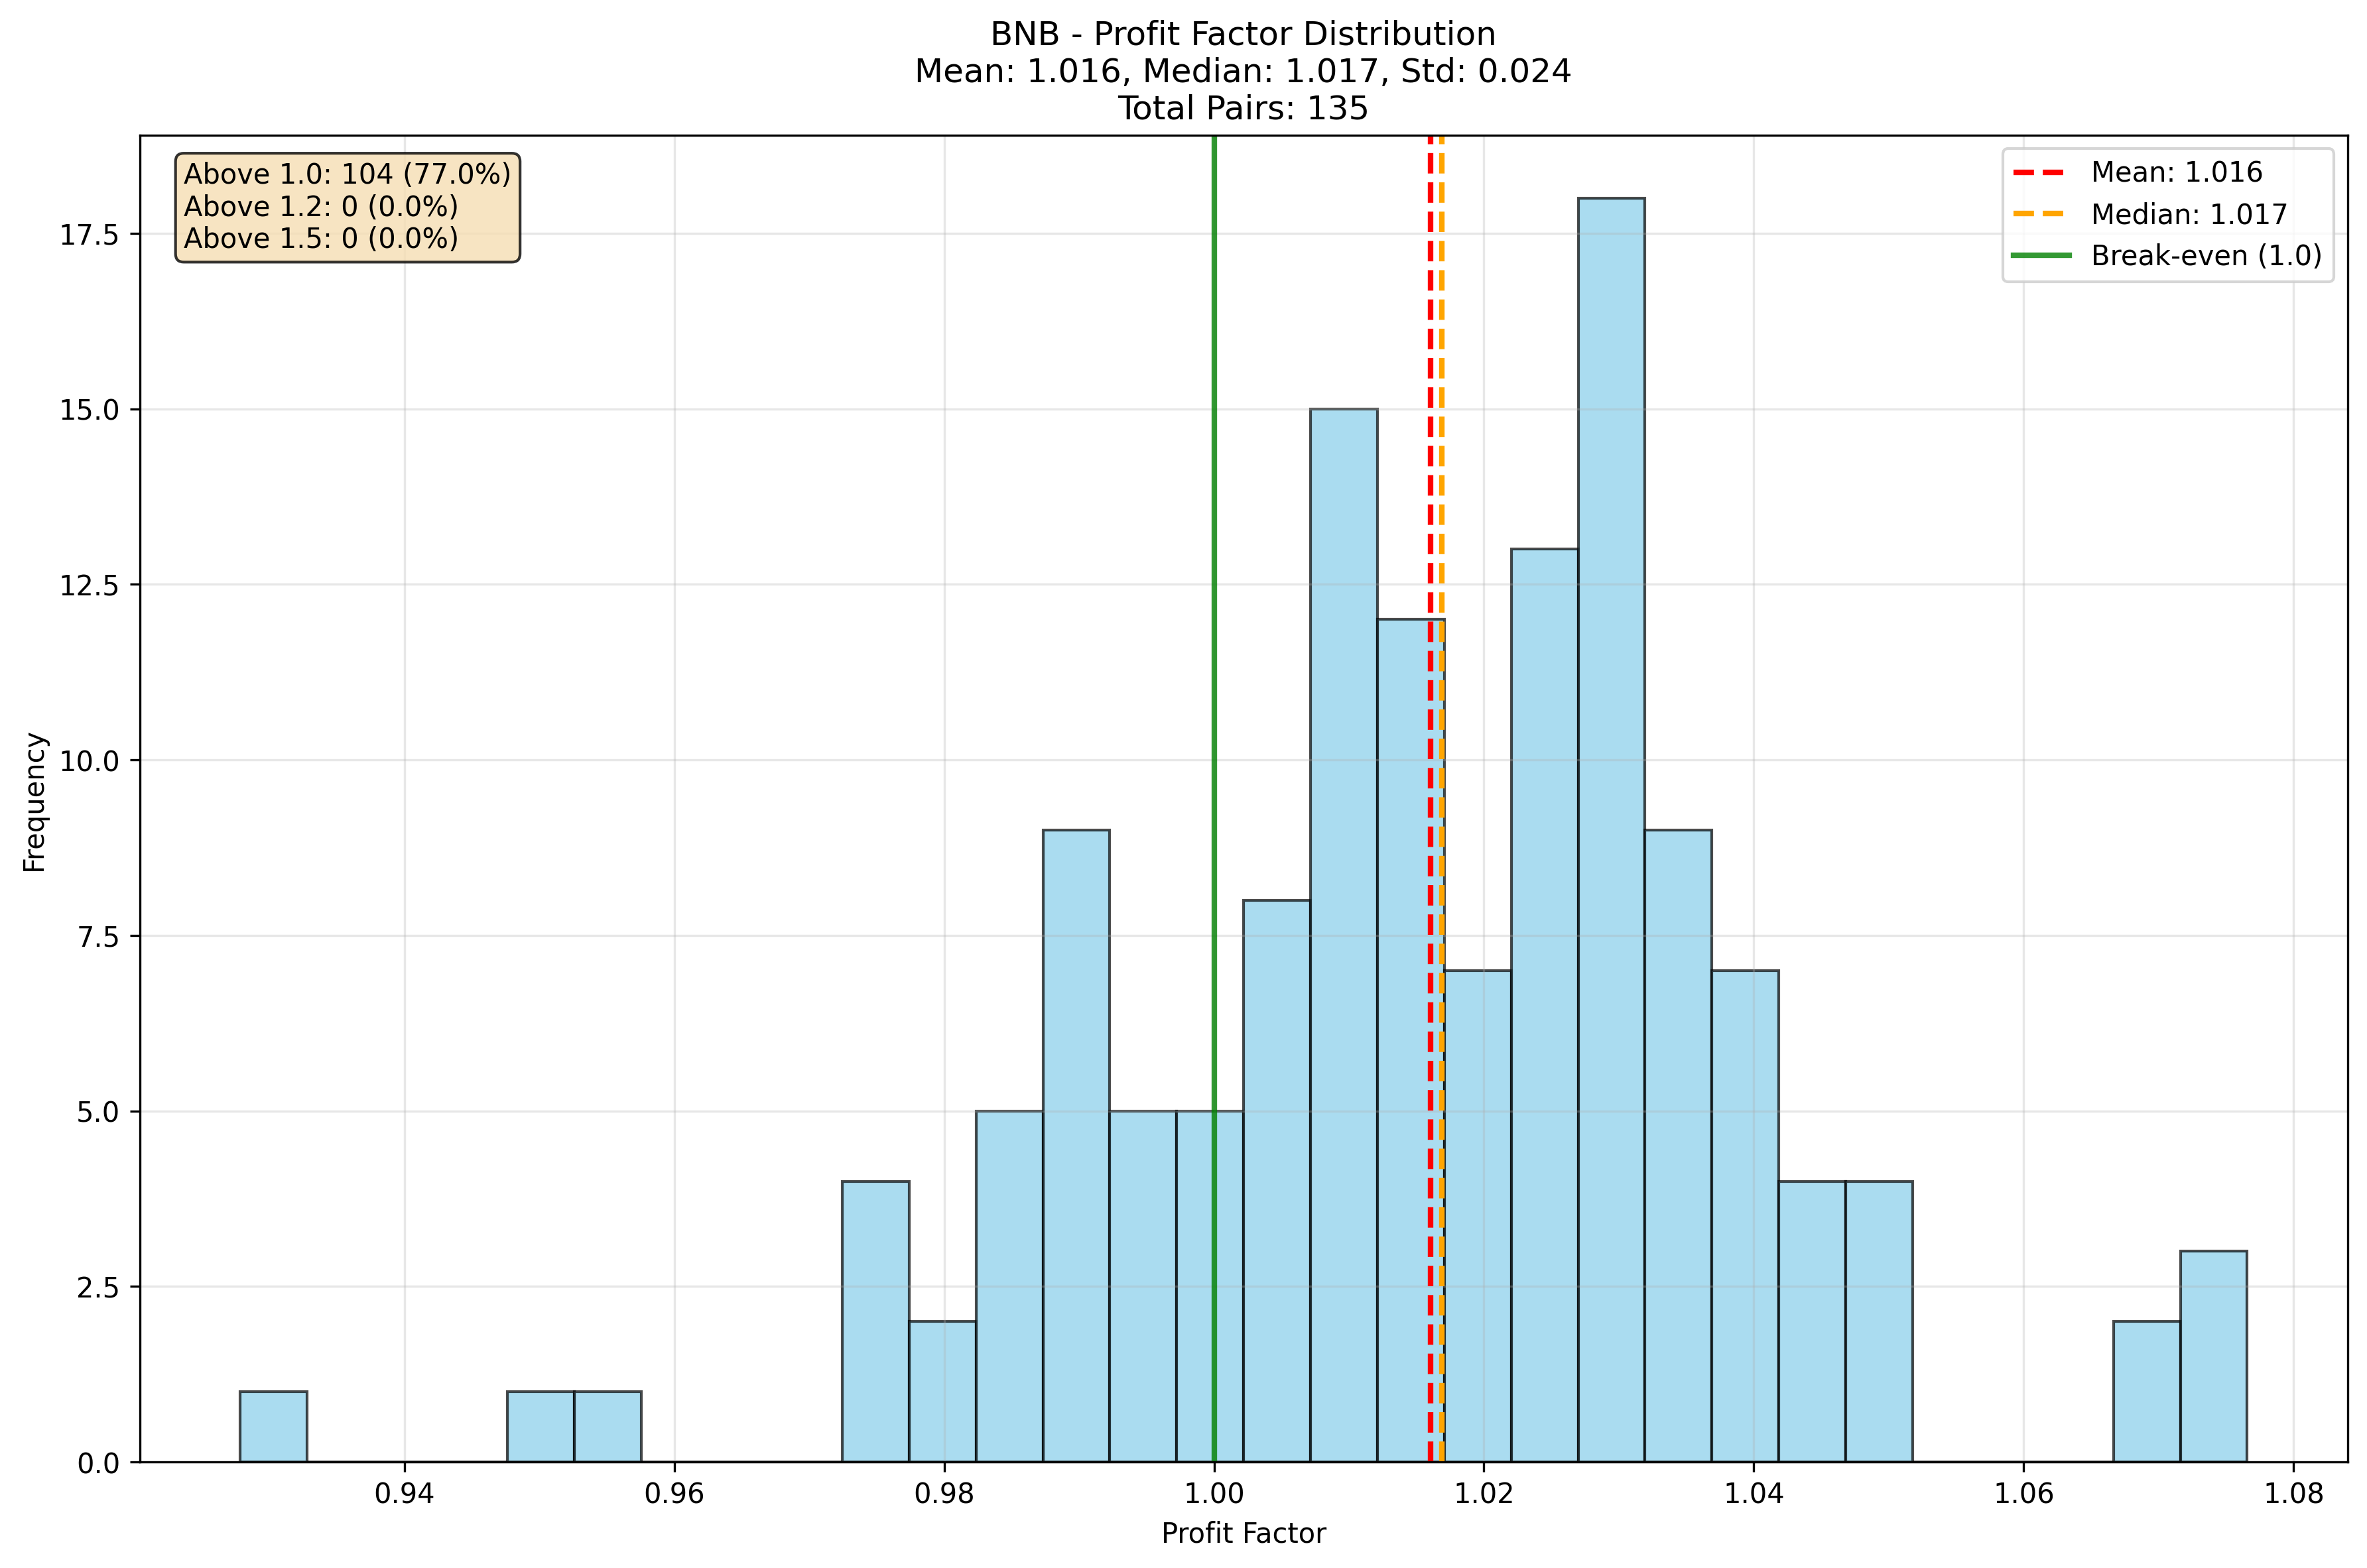 BNB - Profit Factor Distribution
Mean: 1.016, Median: 1.017, Std: 0.024
Total Pairs: 135
Above 1.0: 104 (77.0%)
Above 1.2: 0 (0.0%)
Above 1.5: 0 (0.0%)
Mean: 1.016
Median: 1.017
Break-even (1.0)
Frequency
17.5
15.0
12.5
10.0
7.5
5.0
2.5
0.0
0.94 0.96 0.98 1.00 1.02 1.04 1.06 1.08
Profit Factor